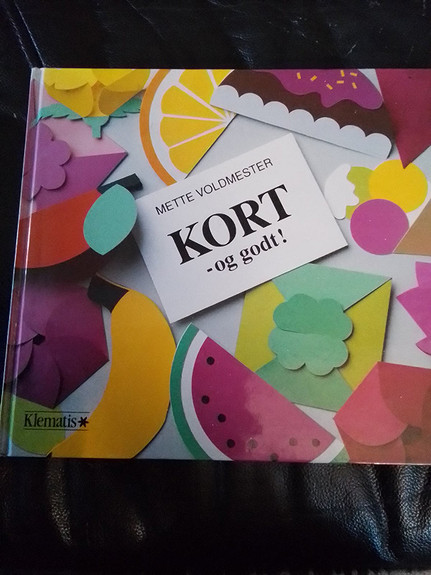 METTE VOLDMESTER
KORT
-og godt!
Klematis*